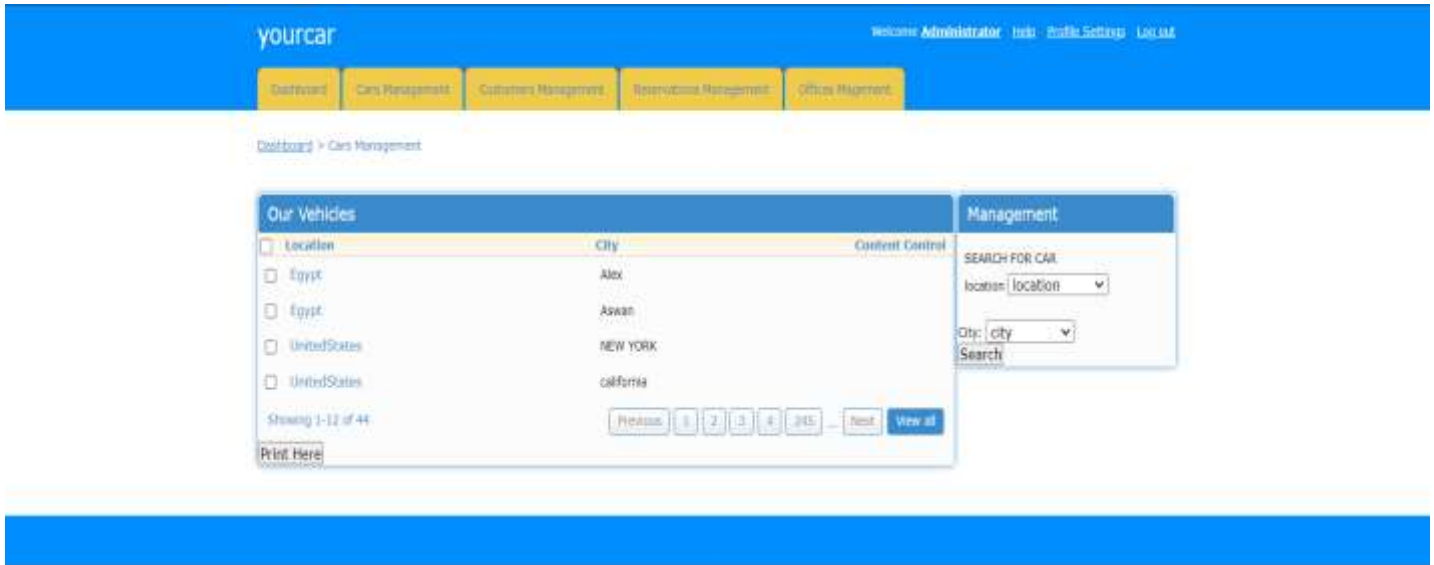 yourcar
Welcome Administrator Help Profile Settings Log out
Dashboard Cars Management Customers Management Reservations Management Offices Magement
Dashboard > Cars Management
Our Vehicles
Location City Content Control
Egypt Alex
Egypt Aswan
UnitedStates NEW YORK
UnitedStates california
Showing 1-12 of 44
Previous 1 2 3 4 245 ... Next View all
Print Here
Management
SEARCH FOR CAR
location location
City: city
Search